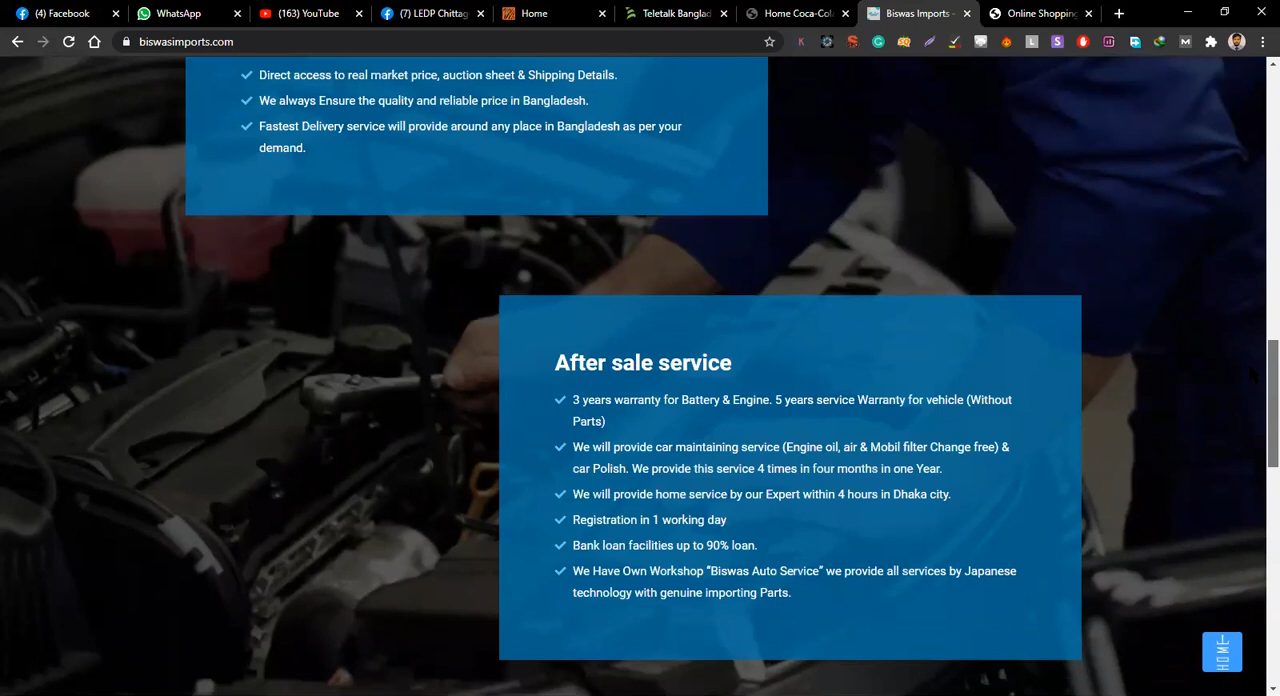 (4) Facebook
WhatsApp
(163) YouTube
(7) LEDP Chittag
Home
Teletalk Banglad
Home Coca-Col
Biswas Imports -
Online Shopping
biswasimports.com
Direct access to real market price, auction sheet & Shipping Details.
We always Ensure the quality and reliable price in Bangladesh.
Fastest Delivery service will provide around any place in Bangladesh as per your
demand.
After sale service
3 years warranty for Battery & Engine. 5 years service Warranty for vehicle (Without
Parts)
We will provide car maintaining service (Engine oil, air & Mobil filter Change free) &
car Polish. We provide this service 4 times in four months in one Year.
We will provide home service by our Expert within 4 hours in Dhaka city.
Registration in 1 working day
Bank loan facilities up to 90% loan.
We Have Own Workshop “Biswas Auto Service” we provide all services by Japanese
technology with genuine importing Parts.
HOME